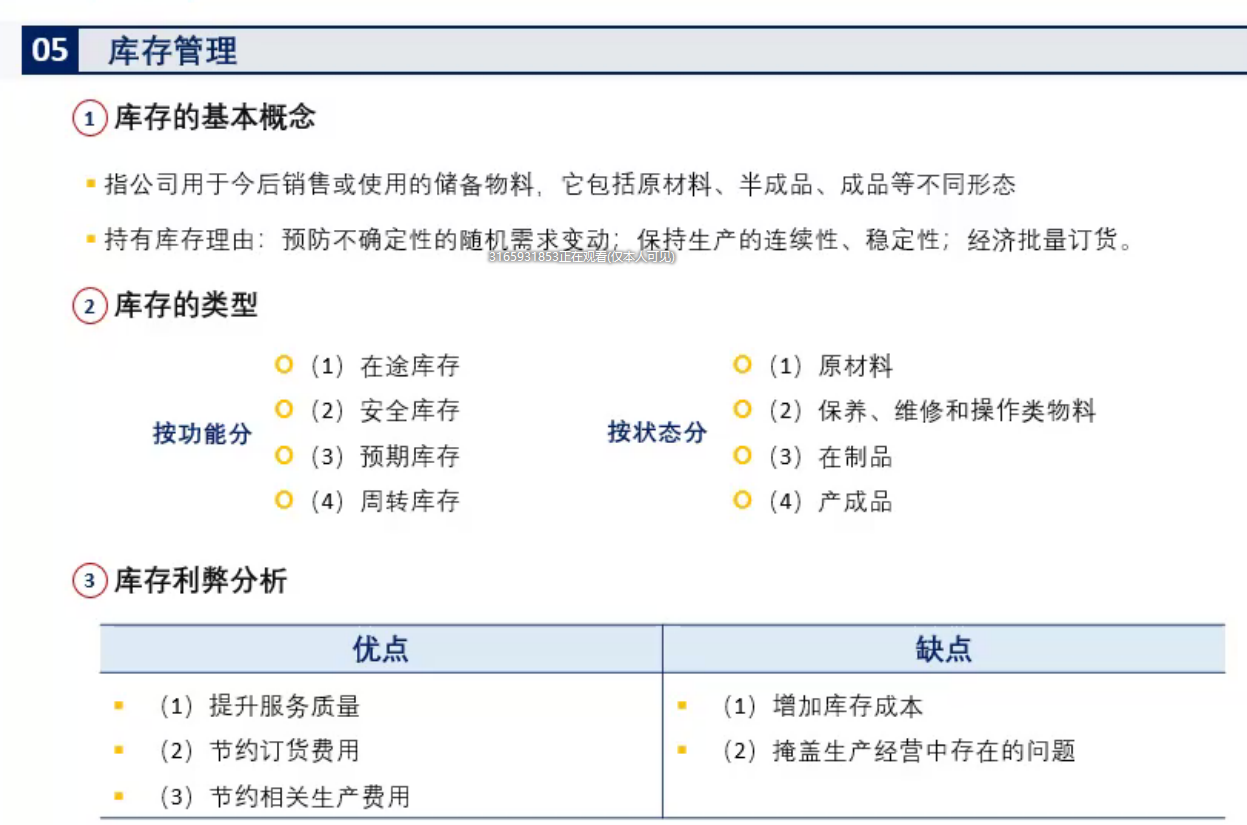 05 库存管理
1 库存的基本概念
指公司用于今后销售或使用的储备物料，它包括原材料、半成品、成品等不同形态
持有库存理由：预防不确定性的随机需求变动；保持生产的连续性、稳定性；经济批量订货。
3165931853正在观看(仅本人可见)
2 库存的类型
按功能分
（1）在途库存
（2）安全库存
（3）预期库存
（4）周转库存
按状态分
（1）原材料
（2）保养、维修和操作类物料
（3）在制品
（4）产成品
3 库存利弊分析
优点
（1）提升服务质量
（2）节约订货费用
（3）节约相关生产费用
缺点
（1）增加库存成本
（2）掩盖生产经营中存在的问题